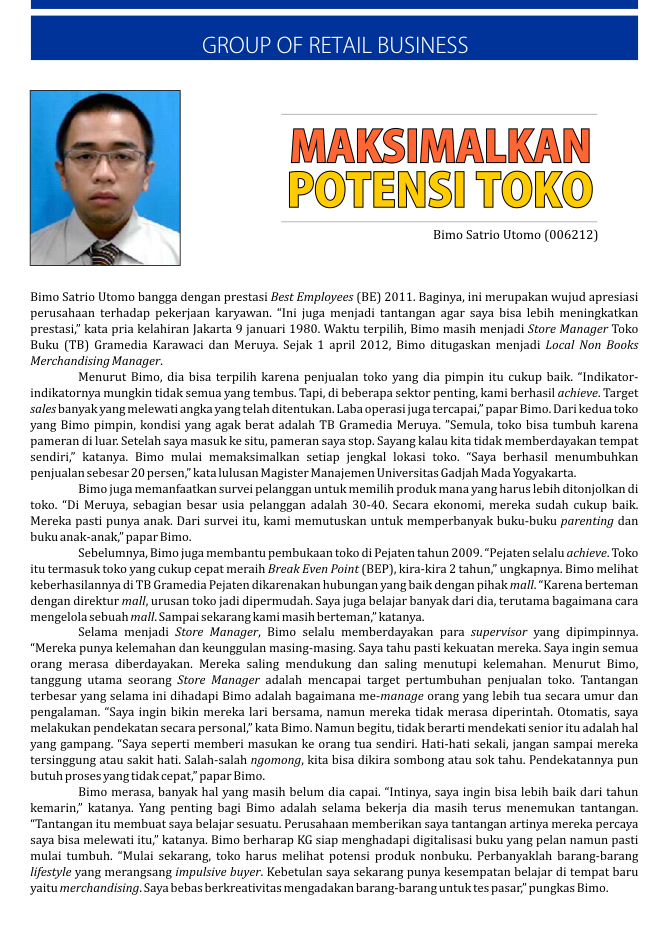 GROUP OF RETAIL BUSINESS
MAKSIMALKAN
POTENSI TOKO
Bimo Satrio Utomo (006212)
Bimo Satrio Utomo bangga dengan prestasi Best Employees (BE) 2011. Baginya, ini merupakan wujud apresiasi
perusahaan terhadap pekerjaan karyawan. “Ini juga menjadi tantangan agar saya bisa lebih meningkatkan
prestasi,” kata pria kelahiran Jakarta 9 januari 1980. Waktu terpilih, Bimo masih menjadi Store Manager Toko
Buku (TB) Gramedia Karawaci dan Meruya. Sejak 1 april 2012, Bimo ditugaskan menjadi Local Non Books
Merchandising Manager.
Menurut Bimo, dia bisa terpilih karena penjualan toko yang dia pimpin itu cukup baik. “Indikator-
indikatornya mungkin tidak semua yang tembus. Tapi, di beberapa sektor penting, kami berhasil achieve. Target
sales banyak yang melewati angka yang telah ditentukan. Laba operasi juga tercapai,” papar Bimo. Dari kedua toko
yang Bimo pimpin, kondisi yang agak berat adalah TB Gramedia Meruya. ”Semula, toko bisa tumbuh karena
pameran di luar. Setelah saya masuk ke situ, pameran saya stop. Sayang kalau kita tidak memberdayakan tempat
sendiri,” katanya. Bimo mulai memaksimalkan setiap jengkal lokasi toko. “Saya berhasil menumbuhkan
penjualan sebesar 20 persen,” kata lulusan Magister Manajemen Universitas Gadjah Mada Yogyakarta.
Bimo juga memanfaatkan survei pelanggan untuk memilih produk mana yang harus lebih ditonjolkan di
toko. “Di Meruya, sebagian besar usia pelanggan adalah 30-40. Secara ekonomi, mereka sudah cukup baik.
Mereka pasti punya anak. Dari survei itu, kami memutuskan untuk memperbanyak buku-buku parenting dan
buku anak-anak,” papar Bimo.
Sebelumnya, Bimo juga membantu pembukaan toko di Pejaten tahun 2009. “Pejaten selalu achieve. Toko
itu termasuk toko yang cukup cepat meraih Break Even Point (BEP), kira-kira 2 tahun,” ungkapnya. Bimo melihat
keberhasilannya di TB Gramedia Pejaten dikarenakan hubungan yang baik dengan pihak mall. “Karena berteman
dengan direktur mall, urusan toko jadi dipermudah. Saya juga belajar banyak dari dia, terutama bagaimana cara
mengelola sebuah mall. Sampai sekarang kami masih berteman,” katanya.
Selama menjadi Store Manager, Bimo selalu memberdayakan para supervisor yang dipimpinnya.
“Mereka punya kelemahan dan keunggulan masing-masing. Saya tahu pasti kekuatan mereka. Saya ingin semua
orang merasa diberdayakan. Mereka saling mendukung dan saling menutupi kelemahan. Menurut Bimo,
tanggung utama seorang Store Manager adalah mencapai target pertumbuhan penjualan toko. Tantangan
terbesar yang selama ini dihadapi Bimo adalah bagaimana me-manage orang yang lebih tua secara umur dan
pengalaman. “Saya ingin bikin mereka lari bersama, namun mereka tidak merasa diperintah. Otomatis, saya
melakukan pendekatan secara personal,” kata Bimo. Namun begitu, tidak berarti mendekati senior itu adalah hal
yang gampang. “Saya seperti memberi masukan ke orang tua sendiri. Hati-hati sekali, jangan sampai mereka
tersinggung atau sakit hati. Salah-salah ngomong, kita bisa dikira sombong atau sok tahu. Pendekatannya pun
butuh proses yang tidak cepat,” papar Bimo.
Bimo merasa, banyak hal yang masih belum dia capai. “Intinya, saya ingin bisa lebih baik dari tahun
kemarin,” katanya. Yang penting bagi Bimo adalah selama bekerja dia masih terus menemukan tantangan.
“Tantangan itu membuat saya belajar sesuatu. Perusahaan memberikan saya tantangan artinya mereka percaya
saya bisa melewati itu,” katanya. Bimo berharap KG siap menghadapi digitalisasi buku yang pelan namun pasti
mulai tumbuh. “Mulai sekarang, toko harus melihat potensi produk nonbuku. Perbanyaklah barang-barang
lifestyle yang merangsang impulsive buyer. Kebetulan saya sekarang punya kesempatan belajar di tempat baru
yaitu merchandising. Saya bebas berkreativitas mengadakan barang-barang untuk tes pasar,” pungkas Bimo.